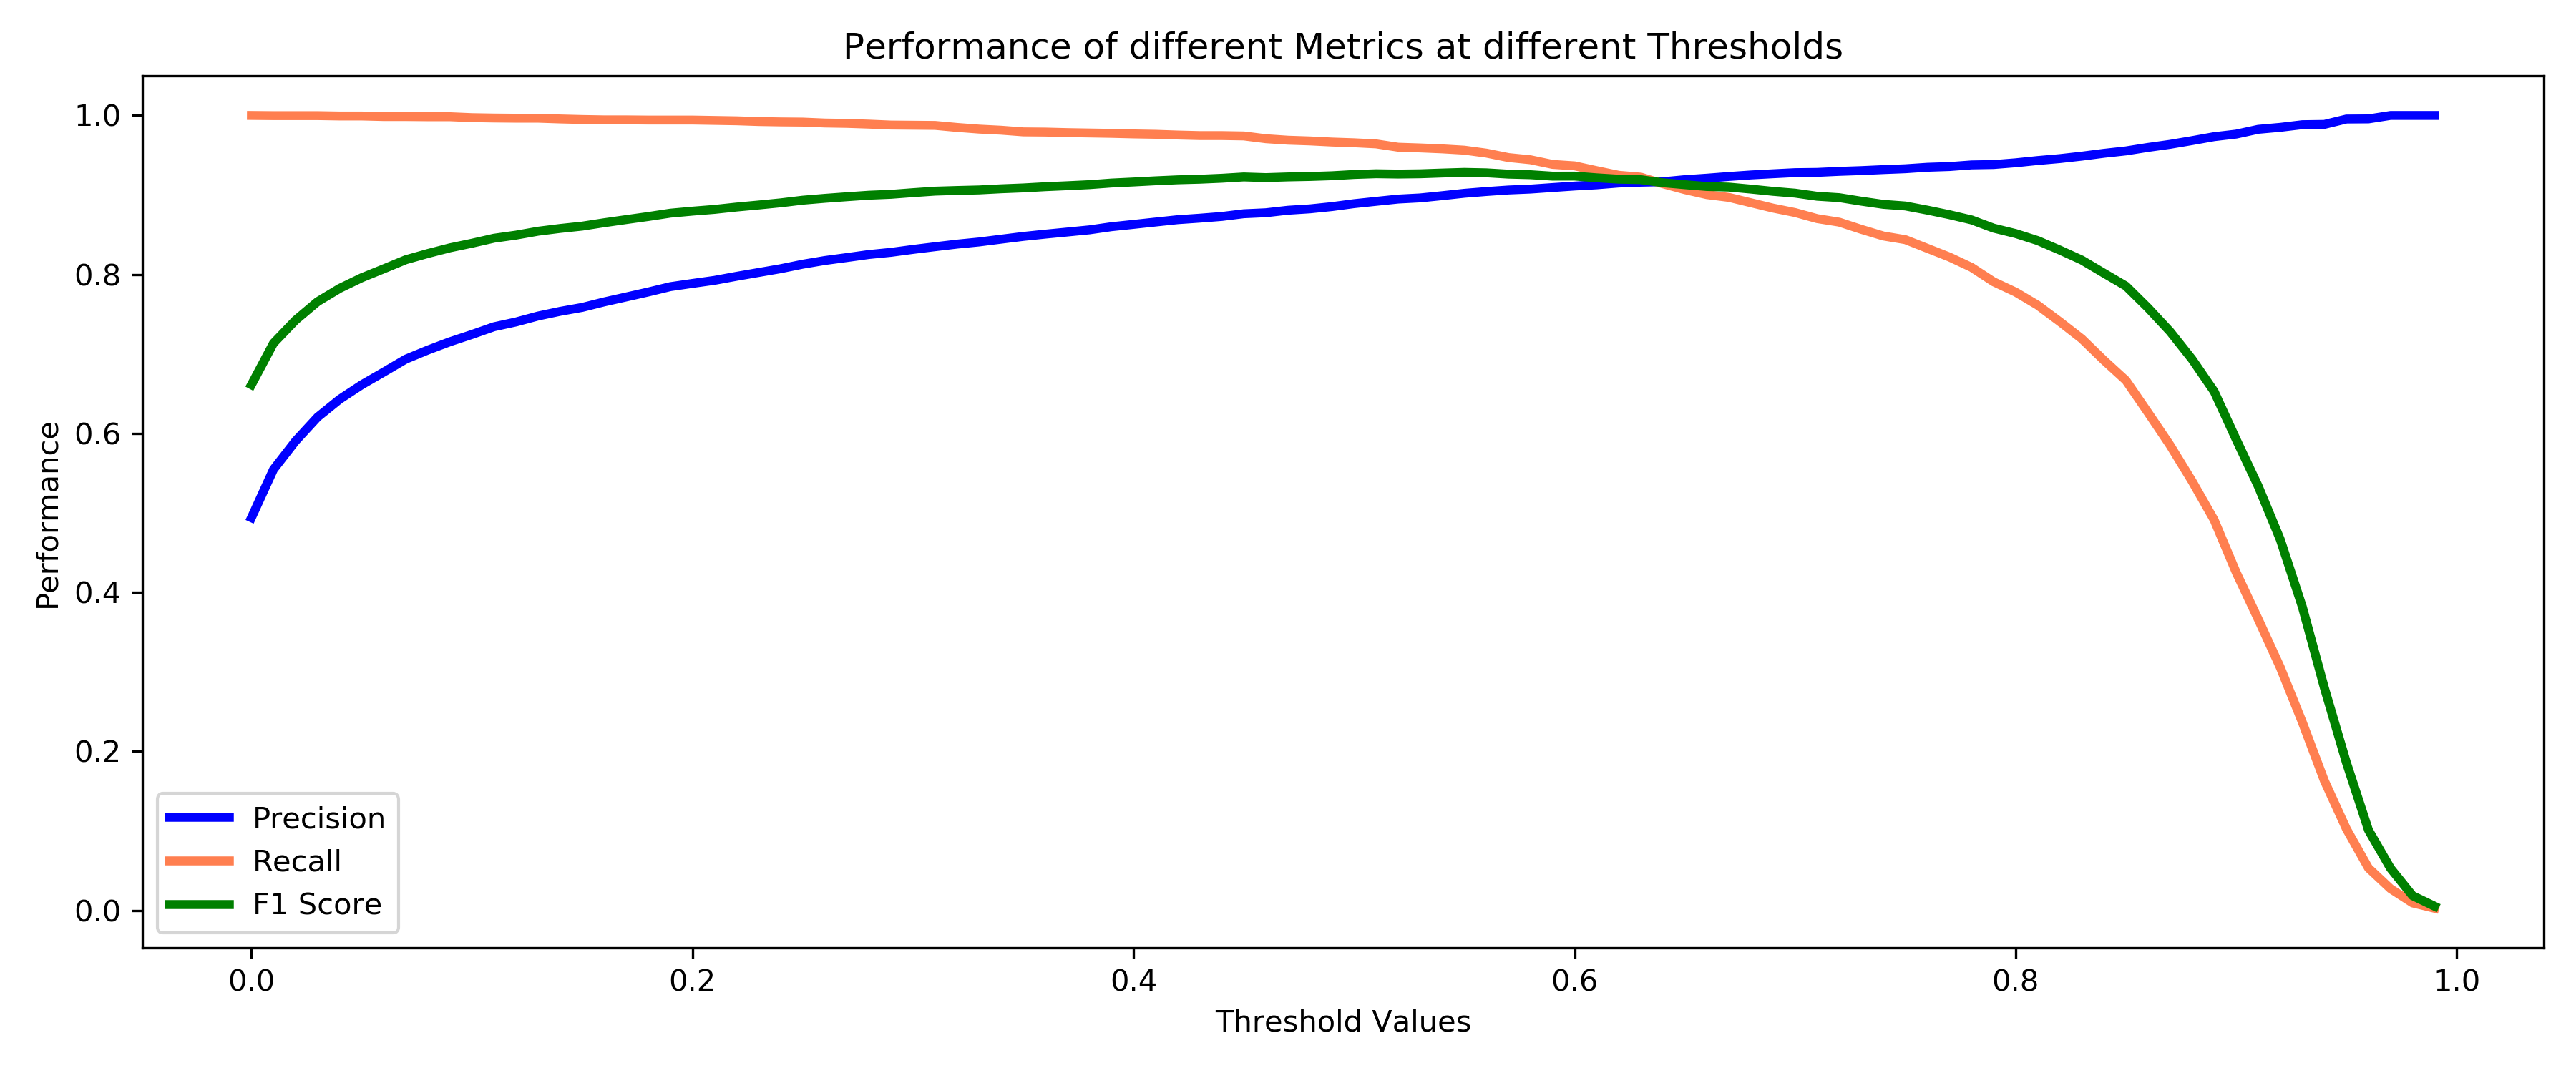 Performance of different Metrics at different Thresholds
1.0
0.8
0.6
0.4
0.2
0.0
Performance
Precision
Recall
F1 Score
0.0 0.2 0.4 0.6 0.8 1.0
Threshold Values